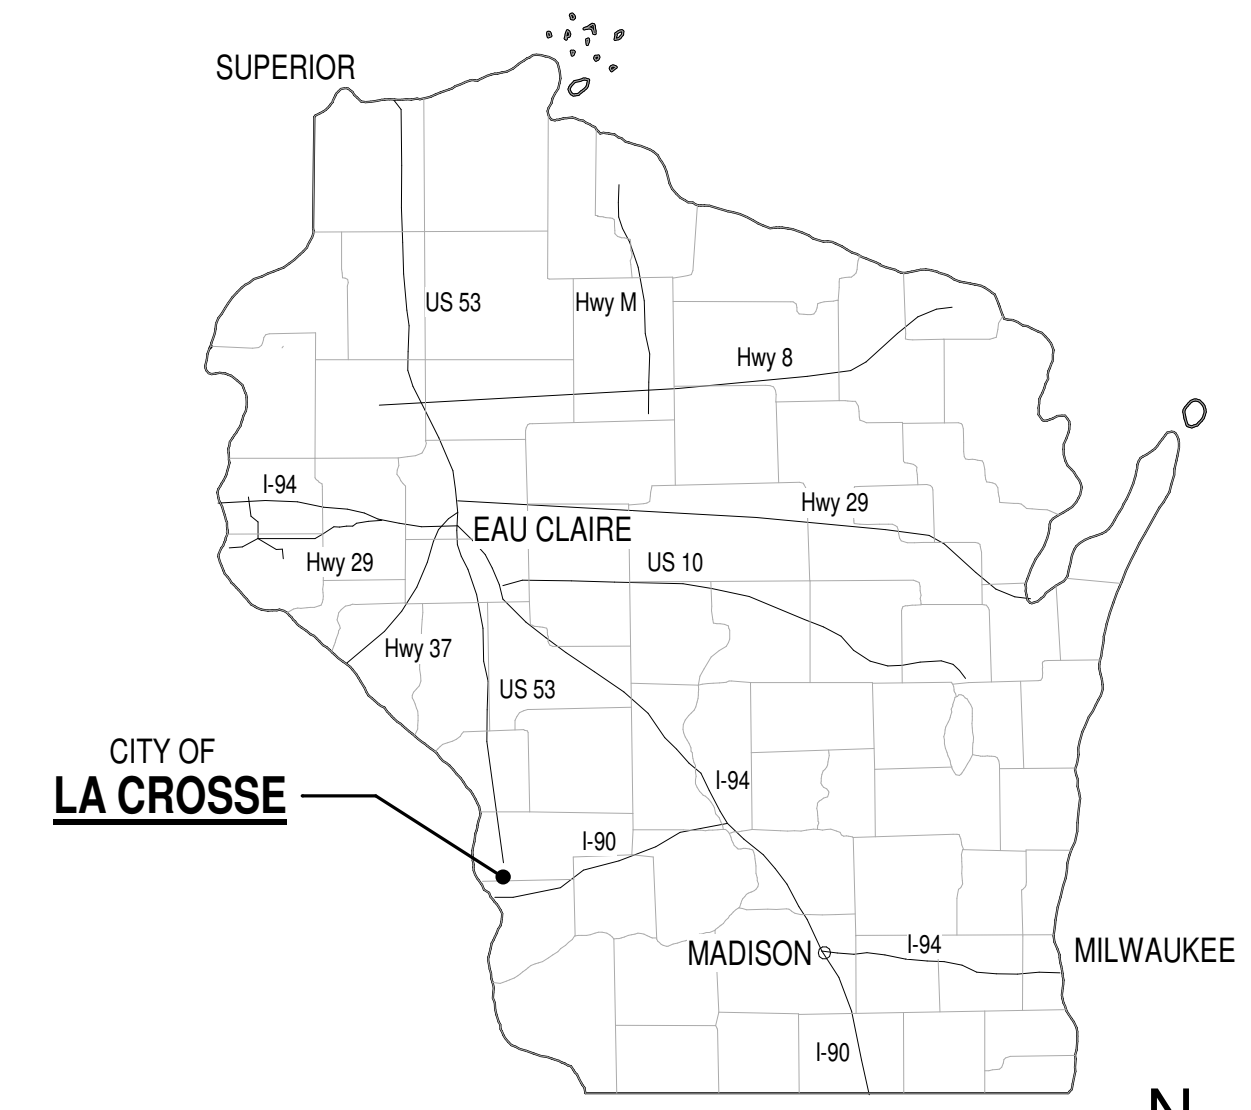 SUPERIOR
US 53
Hwy M
Hwy 8
I-94
Hwy 29
EAU CLAIRE
Hwy 29
US 10
Hwy 37
US 53
CITY OF
LA CROSSE
I-94
I-90
MADISON
I-94
MILWAUKEE
I-90
N